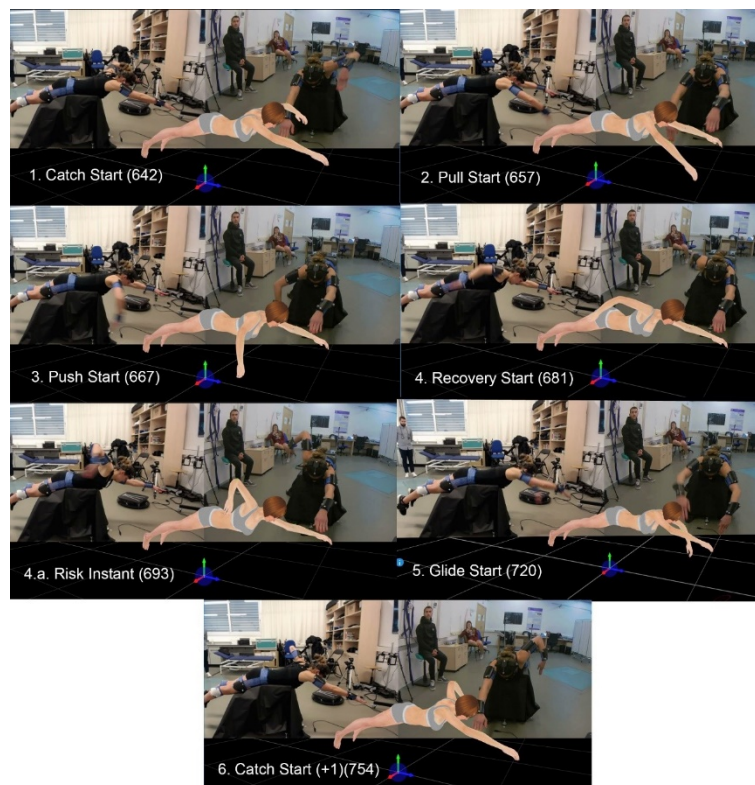 1. Catch Start (642)
2. Pull Start (657)
3. Push Start (667)
4. Recovery Start (681)
4.a. Risk Instant (693)
5. Glide Start (720)
6. Catch Start (+1)(754)